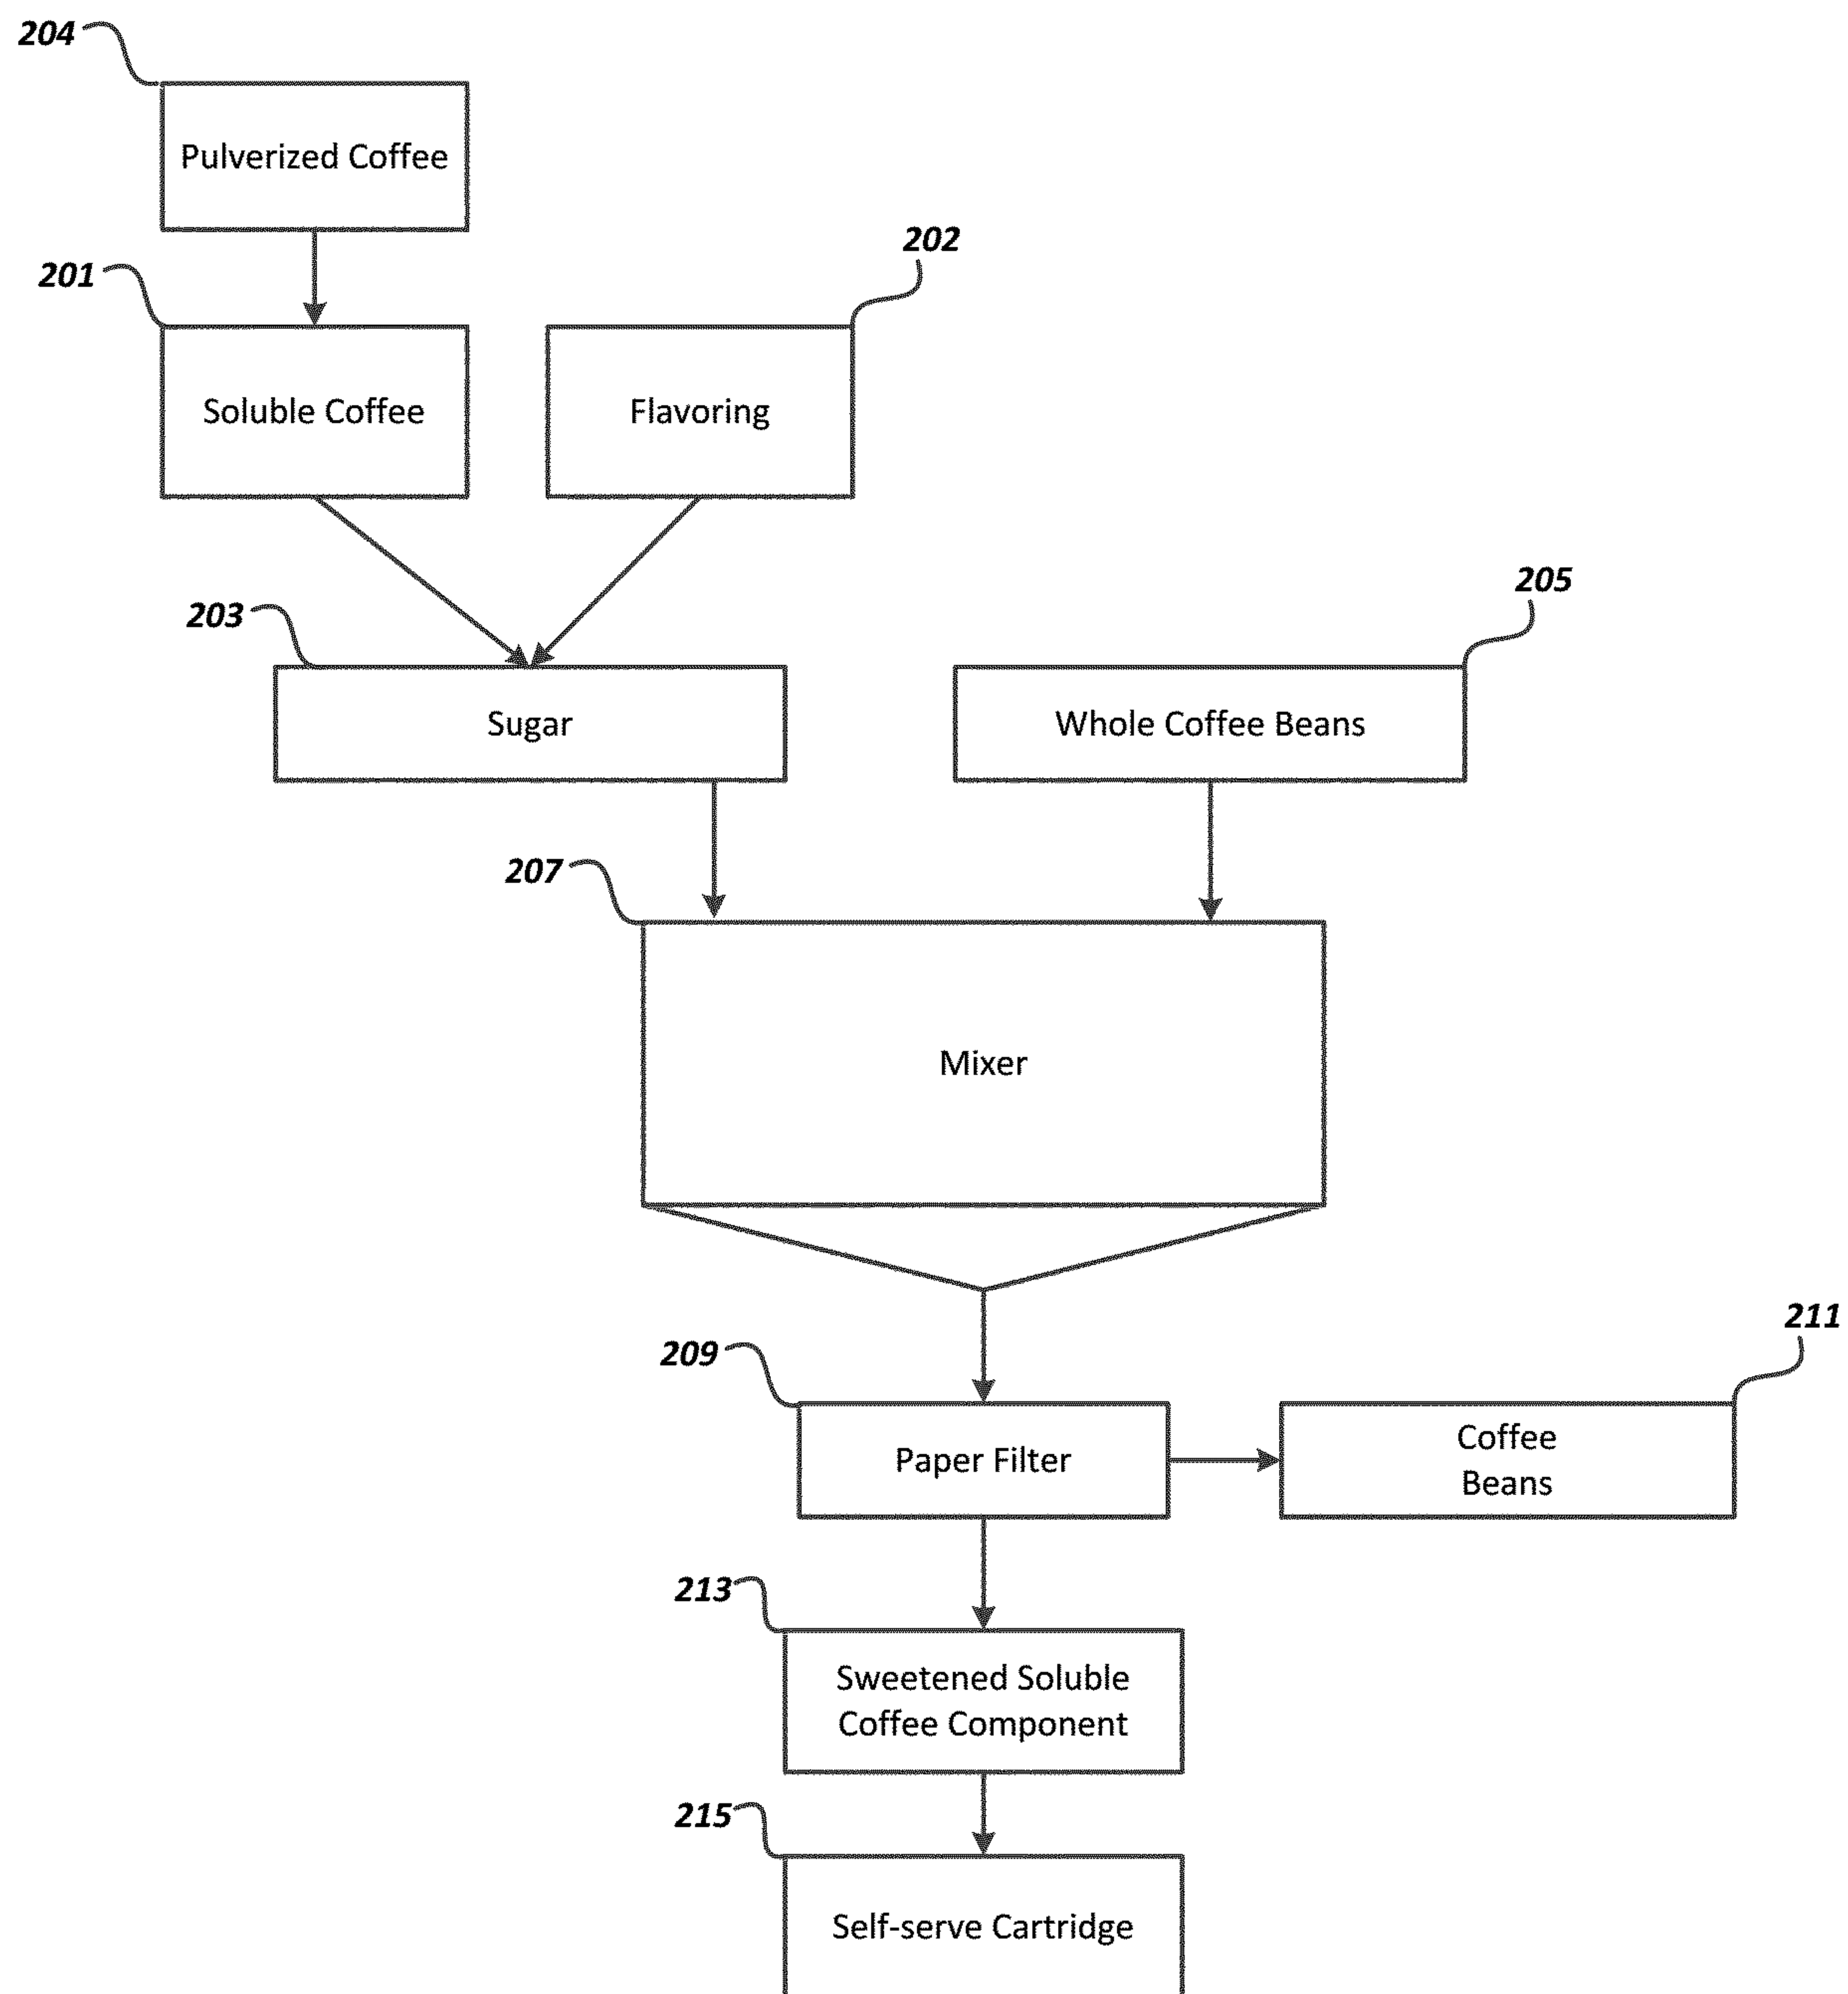 204
Pulverized Coffee
201
202
Soluble Coffee
Flavoring
203
205
Sugar
Whole Coffee Beans
207
Mixer
209
211
Paper Filter
Coffee
Beans
213
Sweetened Soluble
Coffee Component
215
Self-serve Cartridge